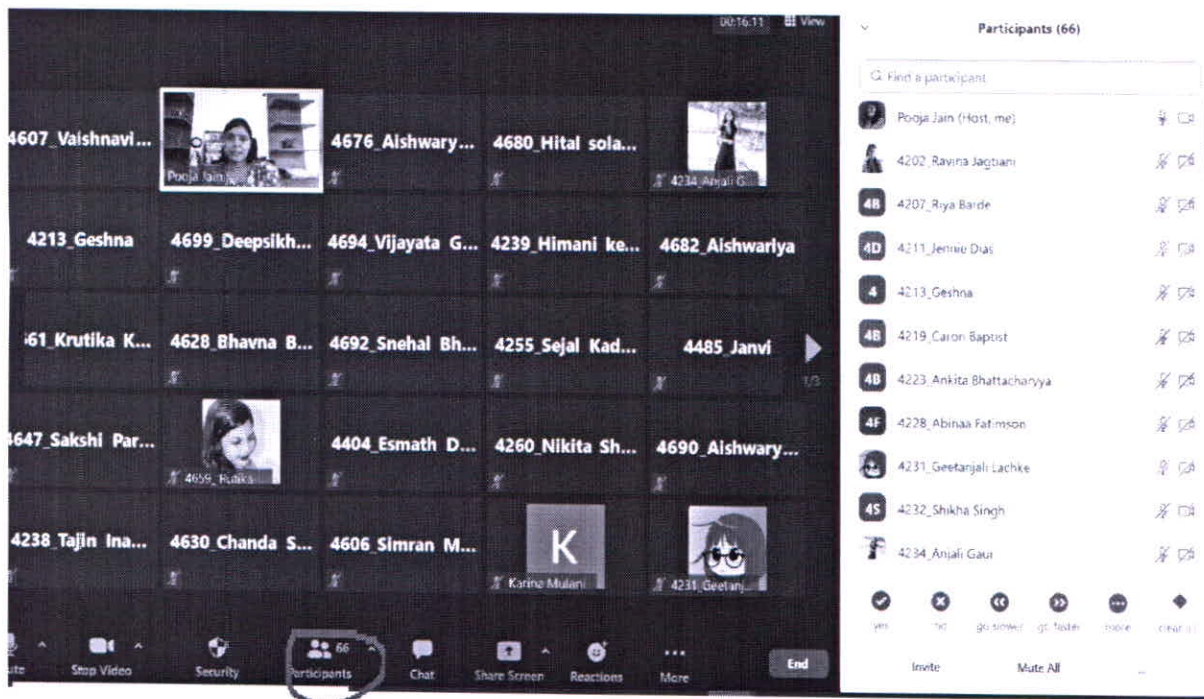 00:16:11 View
4607_Vaishnavi...
Pooja Jain
4676_Aishwary...
4680_Hital sola...
4234_Anjali G...
4213_Geshna
4699_Deepsikh...
4694_Vijayata G...
4239_Himani ke...
4682_Aishwariya
61_Krutika K...
4628_Bhavna B...
4692_Snehal Bh...
4255_Sejal Kad...
4485_Janvi
1/3
4647_Sakshi Par...
4659_Rutika
4404_Esmath D...
4260_Nikita Sh...
4690_Aishwary...
4238_Tajin Ina...
4630_Chanda S...
4606_Simran M...
K
Karina Mulani
4231_Geetanj...
ute
Stop Video
Security
Participants 66
Chat
Share Screen
Reactions
More
End
Participants (66)
Find a participant
Pooja Jain (Host, me)
4202_Ravina Jagtiani
4B 4207_Riya Barde
4D 4211_Jennie Dias
4 4213_Geshna
4B 4219_Caron Baptist
4B 4223_Ankita Bhattacharyya
4F 4228_Abinaa Fatimson
4231_Geetanjali Lachke
4S 4232_Shikha Singh
4234_Anjali Gaur
yes
no
go slower
go faster
more
clear all
Invite
Mute All
...